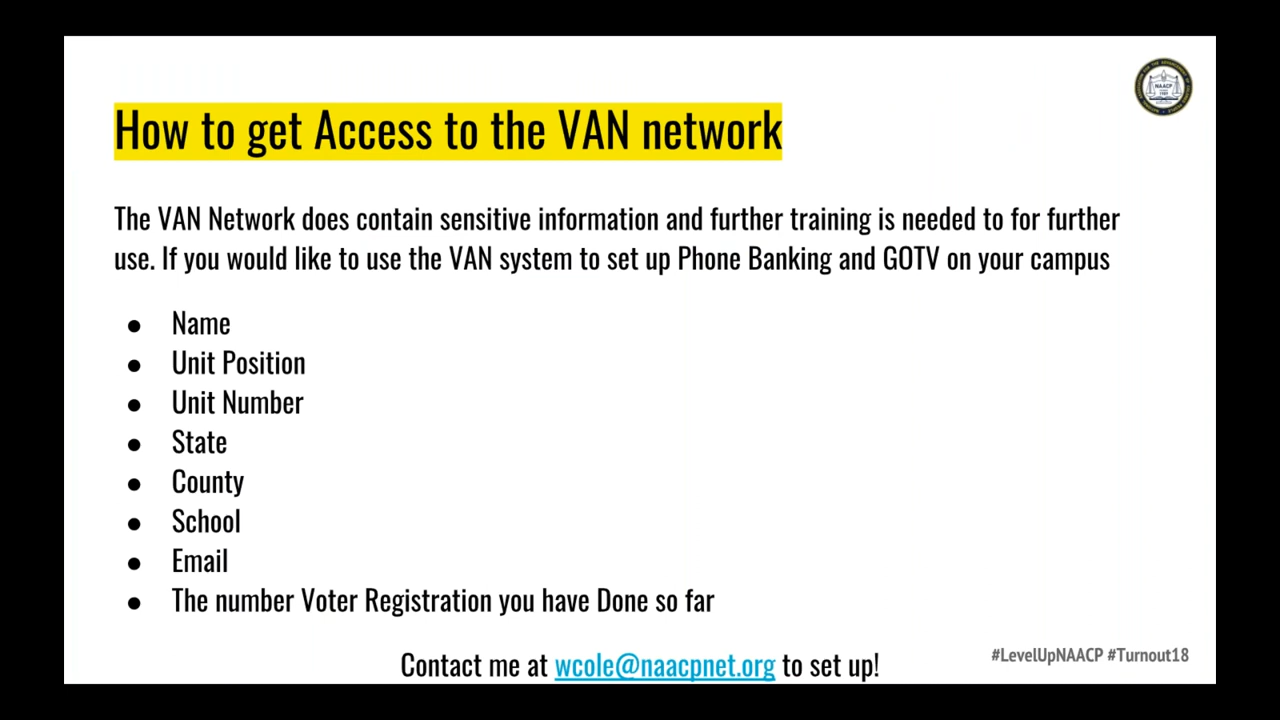 How to get Access to the VAN network
NAACP
The VAN Network does contain sensitive information and further training is needed to for further
use. If you would like to use the VAN system to set up Phone Banking and GOTV on your campus
● Name
● Unit Position
● Unit Number
● State
● County
● School
● Email
● The number Voter Registration you have Done so far
#LevelUpNAACP #Turnout18
Contact me at wcole@naacpnet.org to set up!